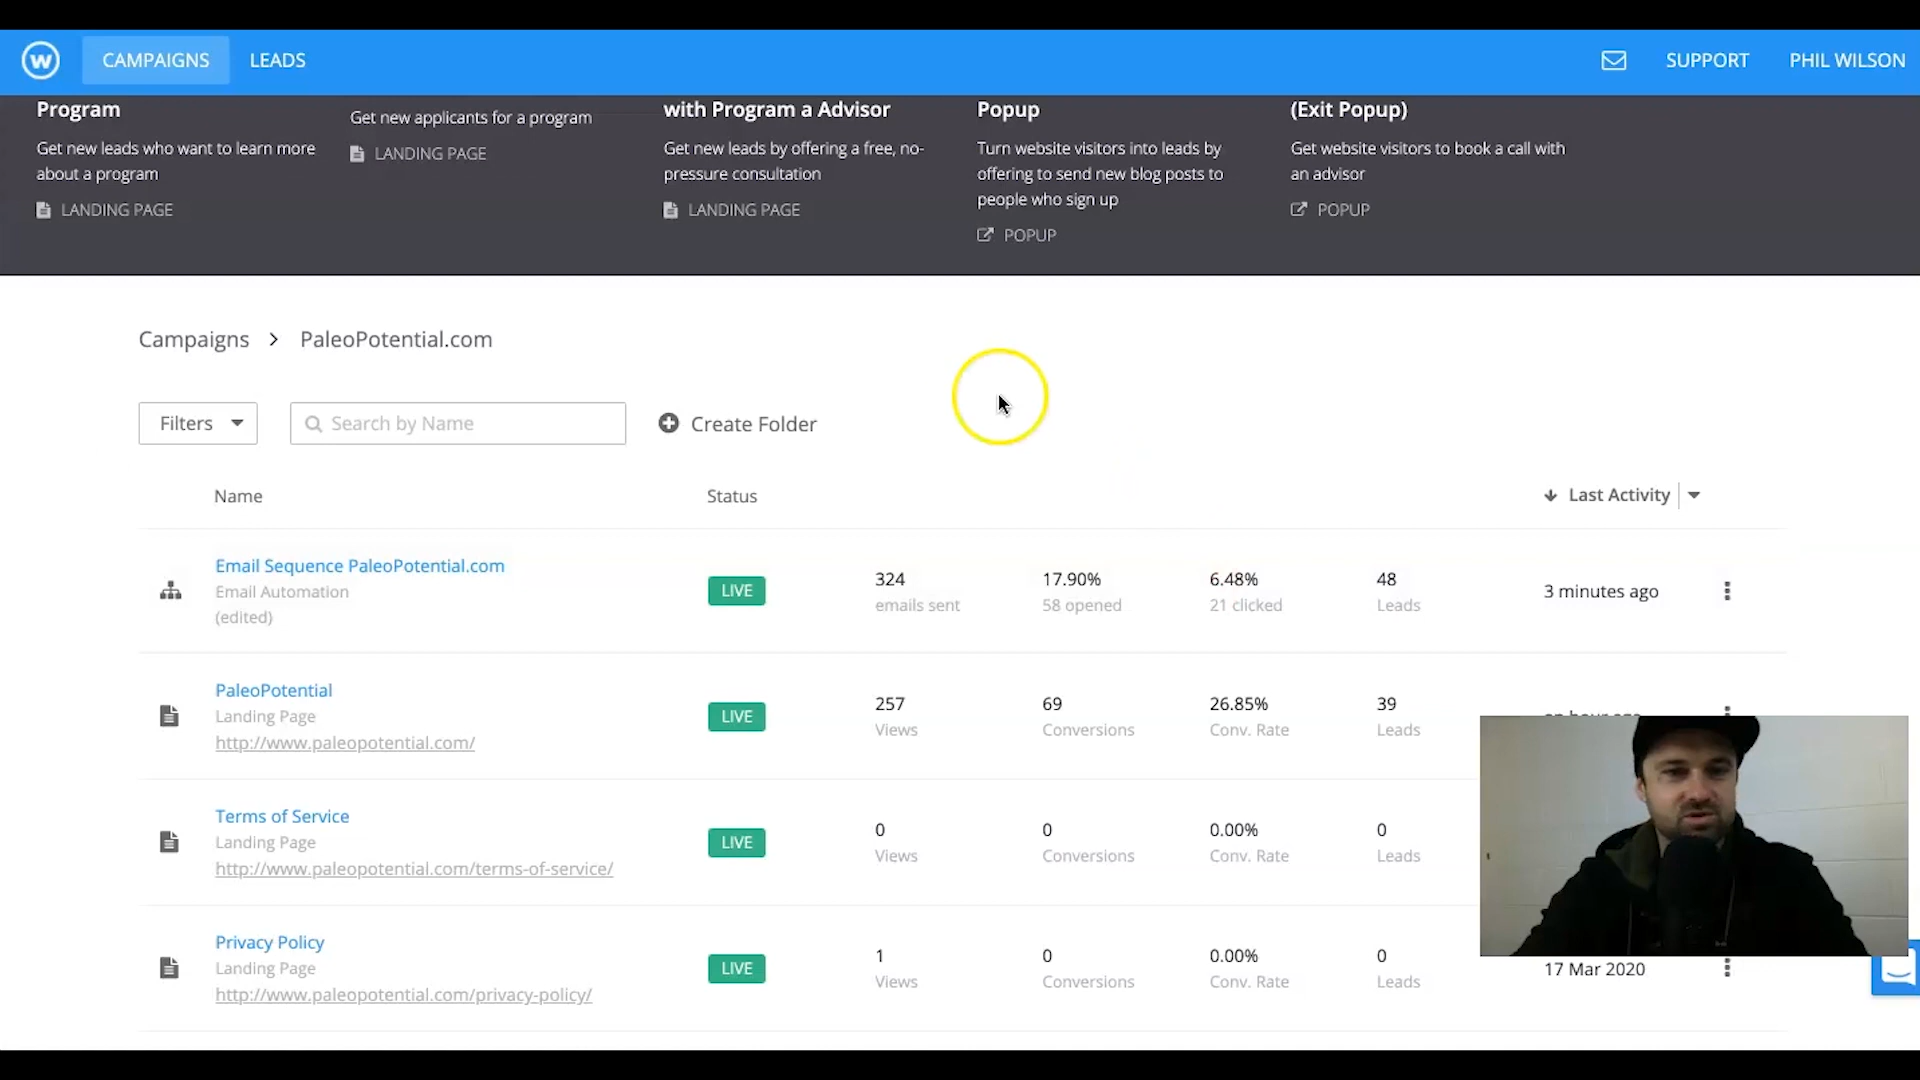 W
CAMPAIGNS
LEADS
SUPPORT
PHIL WILSON
Program
Get new leads who want to learn more
about a program
LANDING PAGE
Get new applicants for a program
LANDING PAGE
with Program a Advisor
Get new leads by offering a free, no-
pressure consultation
LANDING PAGE
Popup
Turn website visitors into leads by
offering to send new blog posts to
people who sign up
POPUP
(Exit Popup)
Get website visitors to book a call with
an advisor
POPUP
Campaigns > PaleoPotential.com
Filters
Search by Name
Create Folder
Name
Status
Last Activity
Email Sequence PaleoPotential.com
Email Automation
(edited)
LIVE
324
emails sent
17.90%
58 opened
6.48%
21 clicked
48
Leads
3 minutes ago
PaleoPotential
Landing Page
http://www.paleopotential.com/
LIVE
257
Views
69
Conversions
26.85%
Conv. Rate
39
Leads
Terms of Service
Landing Page
http://www.paleopotential.com/terms-of-service/
LIVE
0
Views
0
Conversions
0.00%
Conv. Rate
0
Leads
Privacy Policy
Landing Page
http://www.paleopotential.com/privacy-policy/
LIVE
1
Views
0
Conversions
0.00%
Conv. Rate
0
Leads
17 Mar 2020